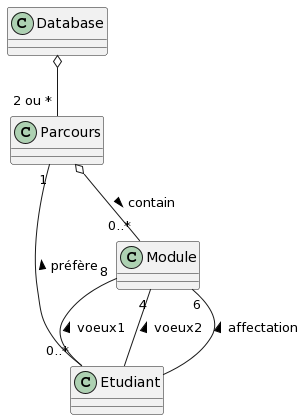 C Database
2 ou *
C Parcours
1
contain
0..*
C Module
préfère
8
4
6
voeux1
voeux2
affectation
0..*
C Etudiant